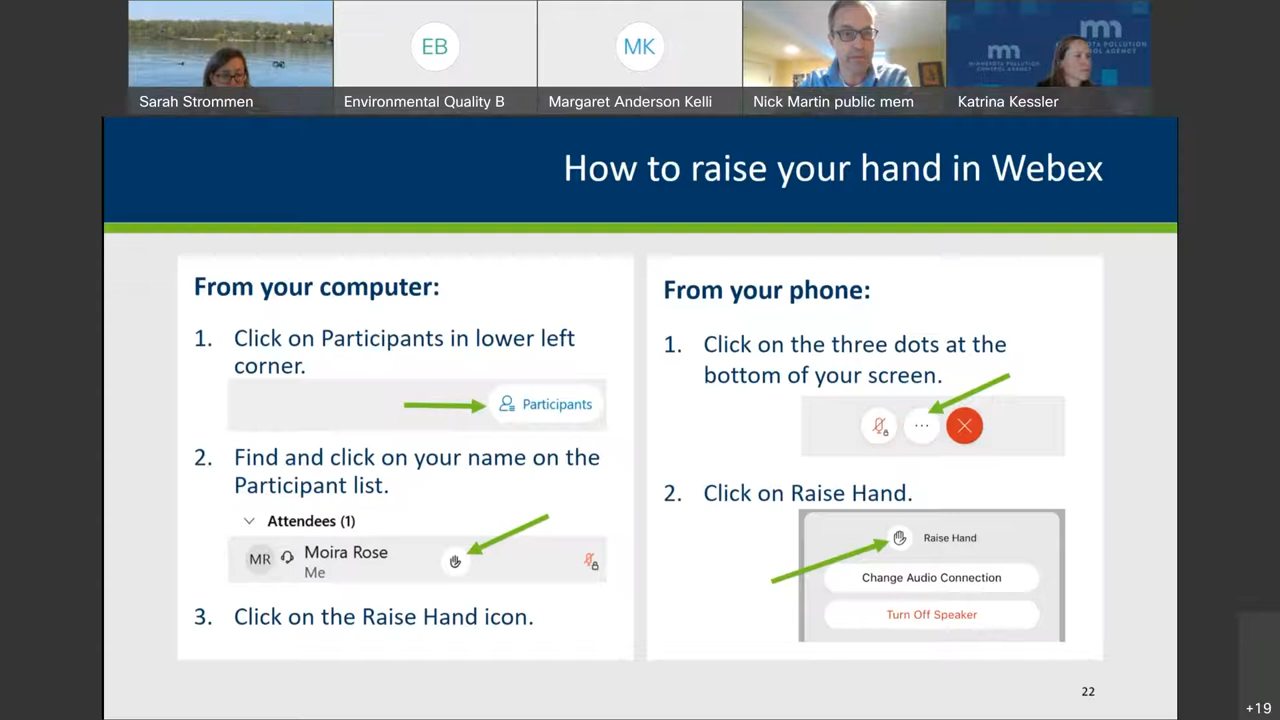 EB
MK
MINNESOTA POLLUTION
CONTROL AGENCY
Sarah Strommen
Environmental Quality B
Margaret Anderson Kelli
Nick Martin public mem
Katrina Kessler
How to raise your hand in Webex
From your computer:
1. Click on Participants in lower left
corner.
Participants
2. Find and click on your name on the
Participant list.
Attendees (1)
MR Moira Rose
Me
3. Click on the Raise Hand icon.
From your phone:
1. Click on the three dots at the
bottom of your screen.
2. Click on Raise Hand.
Raise Hand
Change Audio Connection
Turn Off Speaker
22
+19